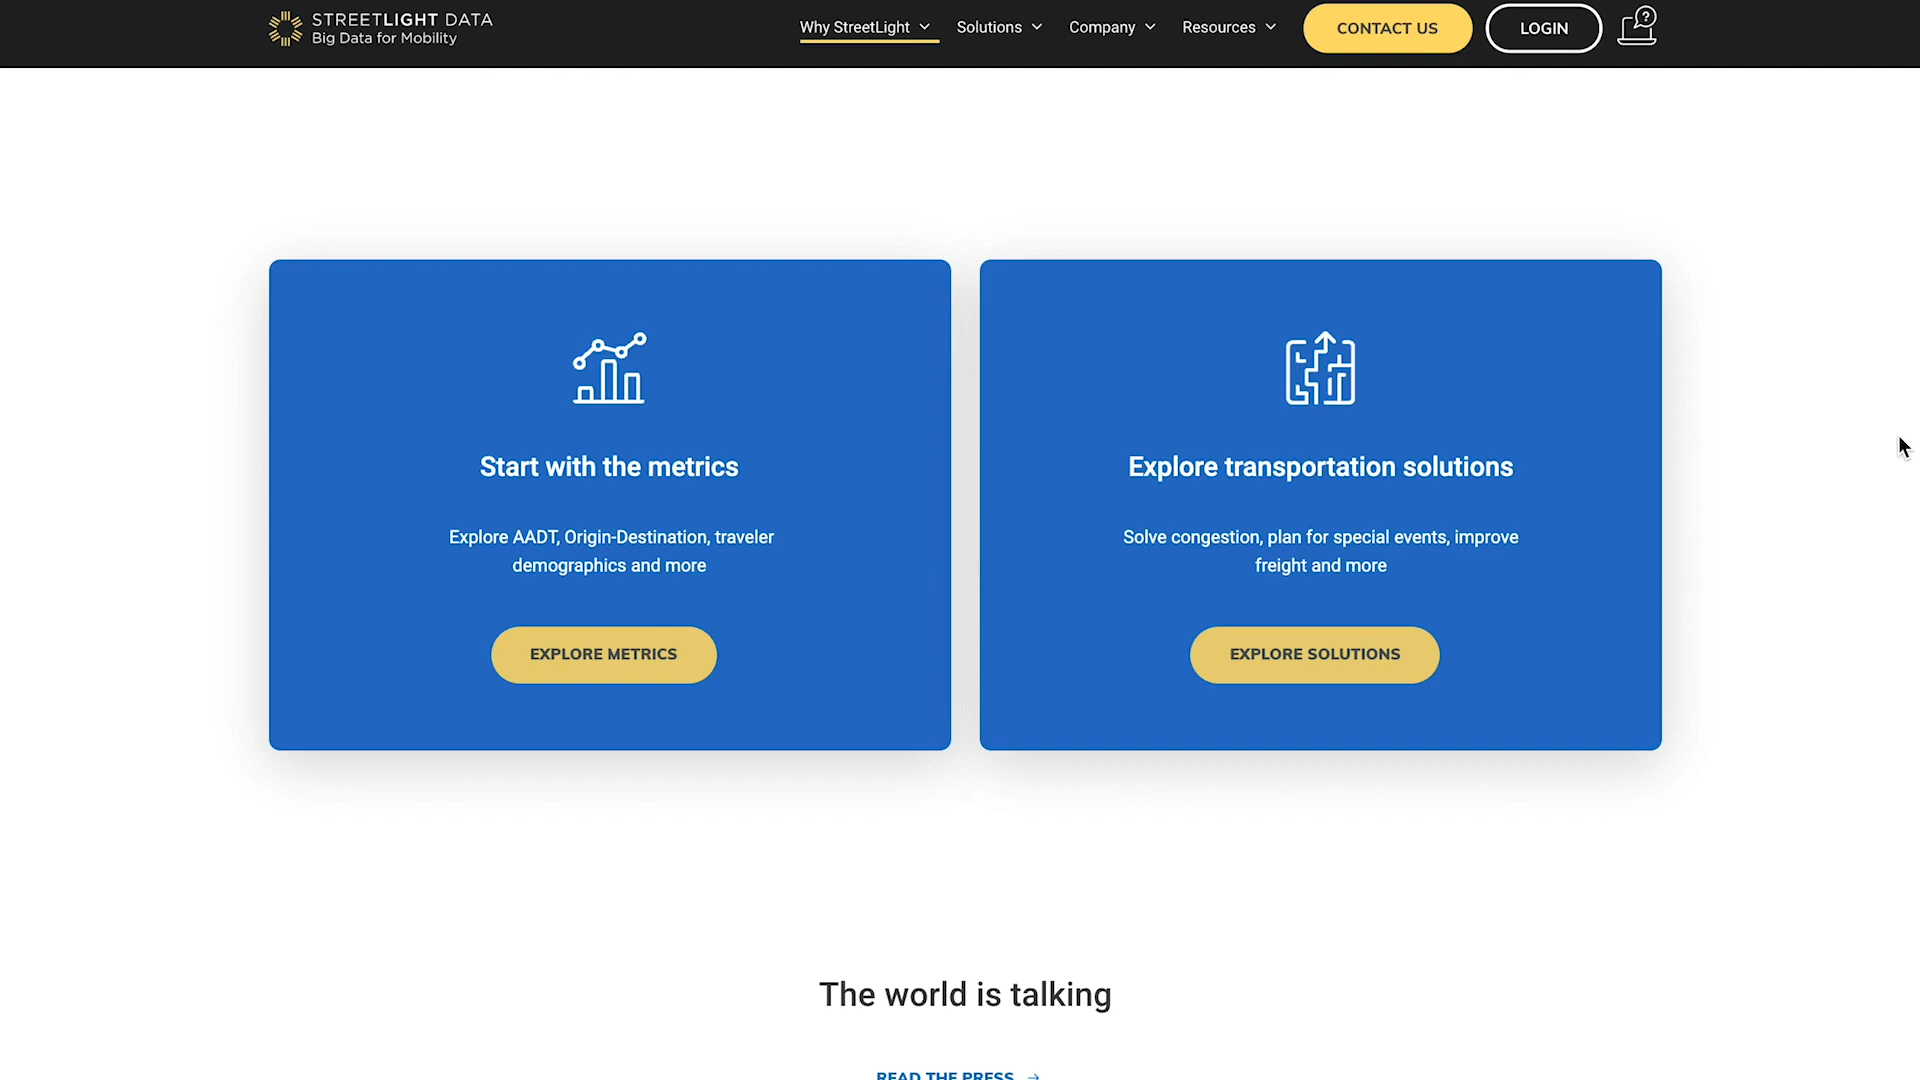 STREETLIGHT DATA
Big Data for Mobility
Why StreetLight
Solutions
Company
Resources
CONTACT US
LOGIN
?
Start with the metrics
Explore AADT, Origin-Destination, traveler
demographics and more
EXPLORE METRICS
Explore transportation solutions
Solve congestion, plan for special events, improve
freight and more
EXPLORE SOLUTIONS
The world is talking
READ THE PRESS →